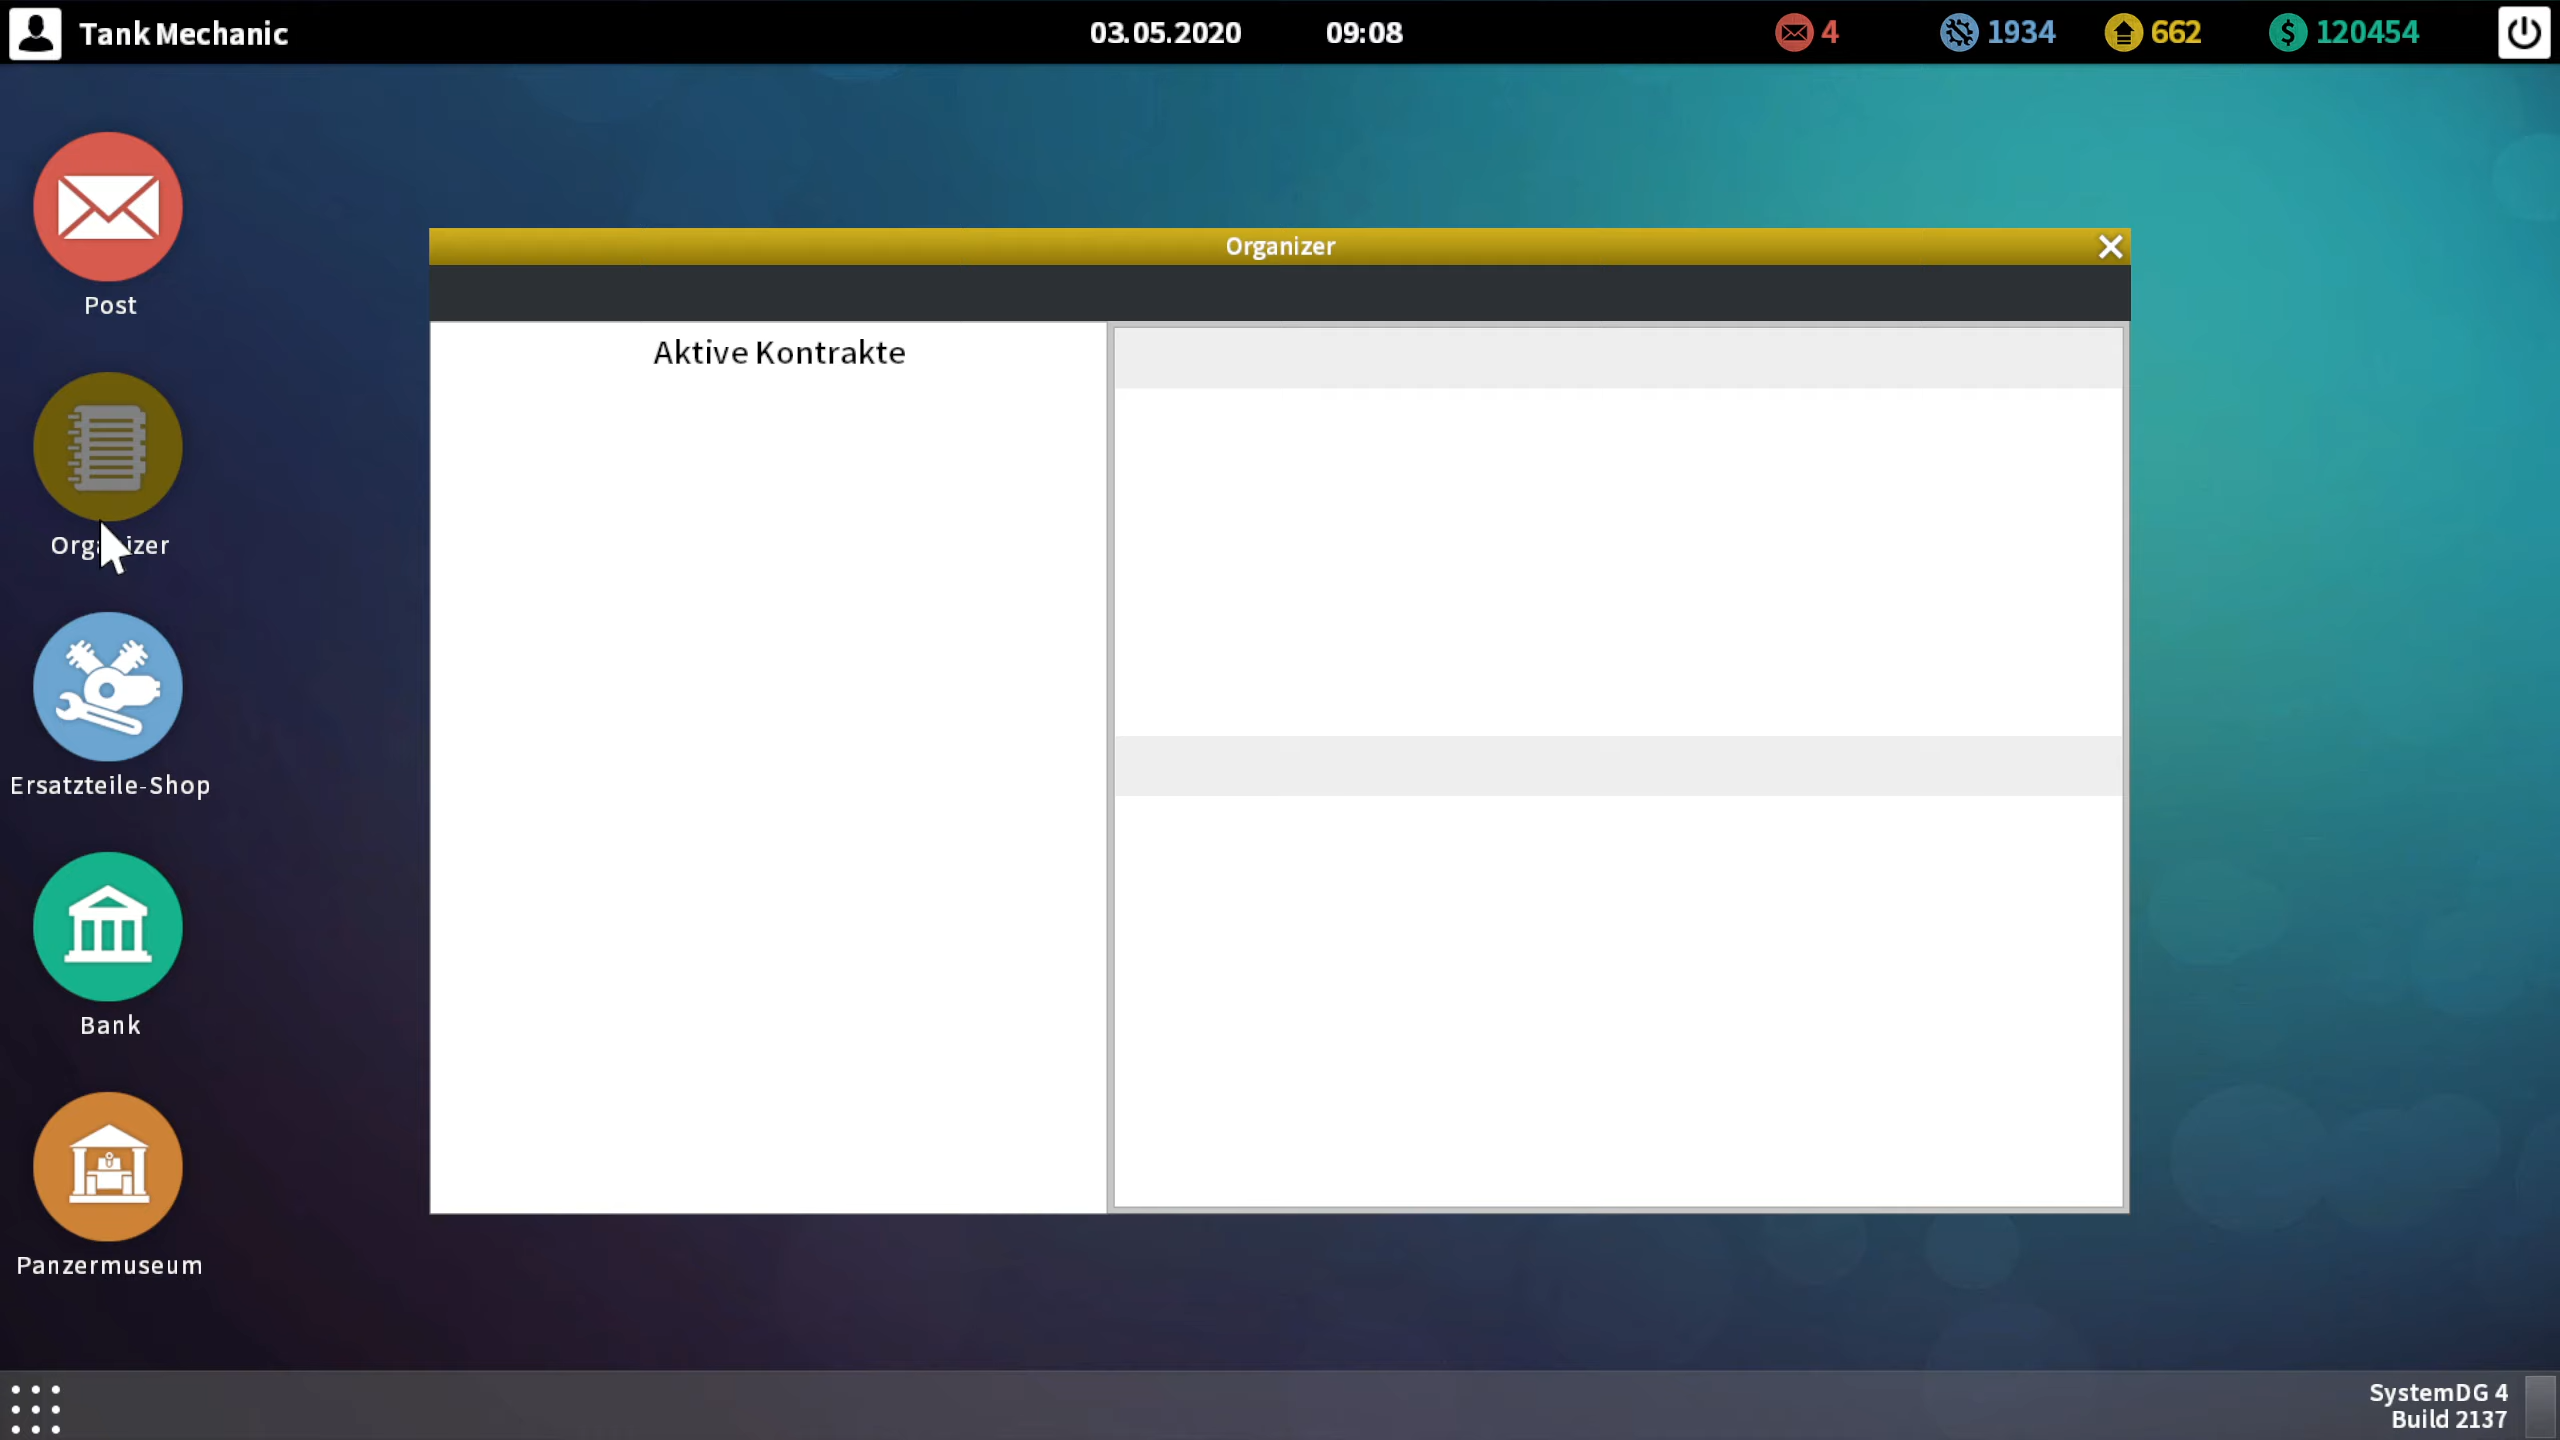 Tank Mechanic
03.05.2020
09:08
4
1934
662
120454
Post
Organizer
Ersatzteile-Shop
Bank
Panzermuseum
Organizer
Aktive Kontrakte
SystemDG 4
Build 2137